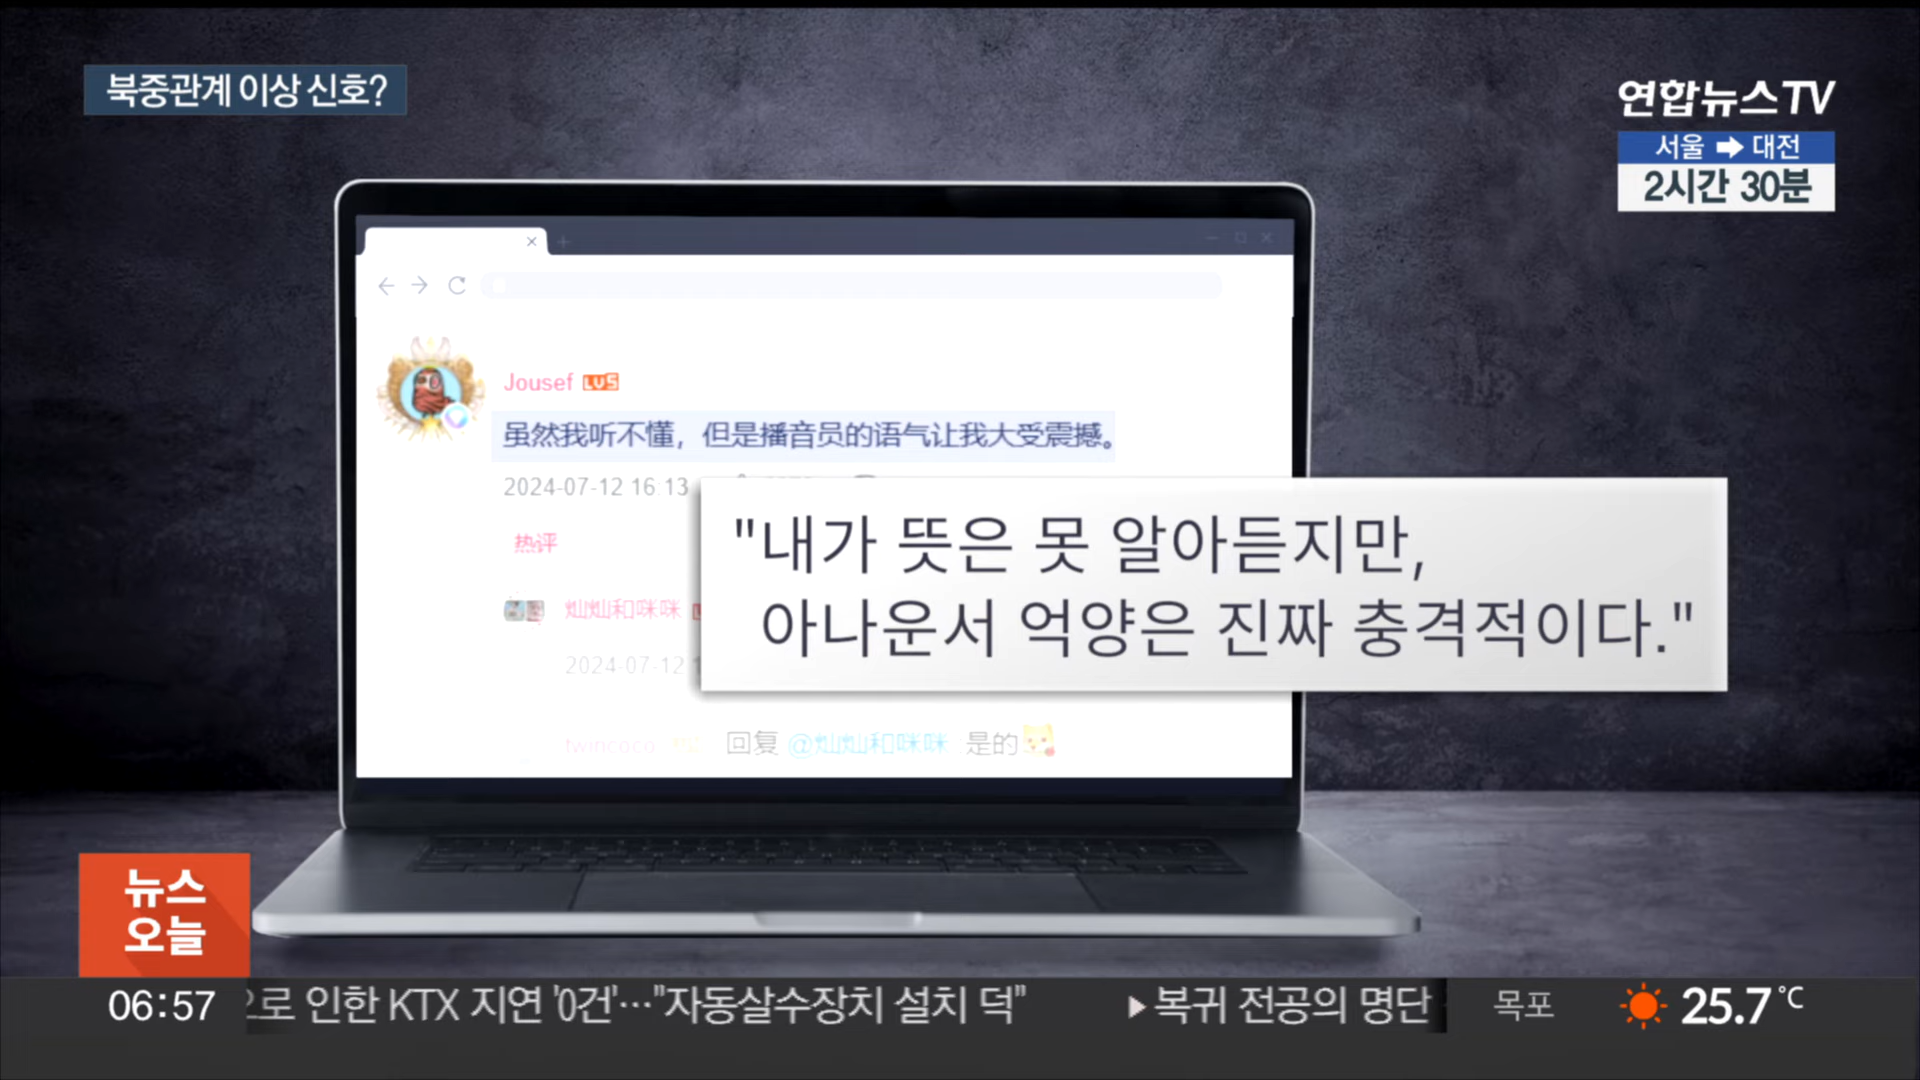 북중관계 이상 신호?
연합뉴스TV
서울 ➡ 대전
2시간 30분
Jousef LV5
虽然我听不懂，但是播音员的语气让我大受震撼。
2024-07-12 16:13
热评
灿灿和咪咪
2024-07-12
"내가 뜻은 못 알아듣지만,
아나운서 억양은 진짜 충격적이다."
twincoco 回复 @灿灿和咪咪 是的
뉴스
오늘
06:57 으로 인한 KTX 지연 '0건'…"자동살수장치 설치 덕" ▶복귀 전공의 명단 목포 25.7℃